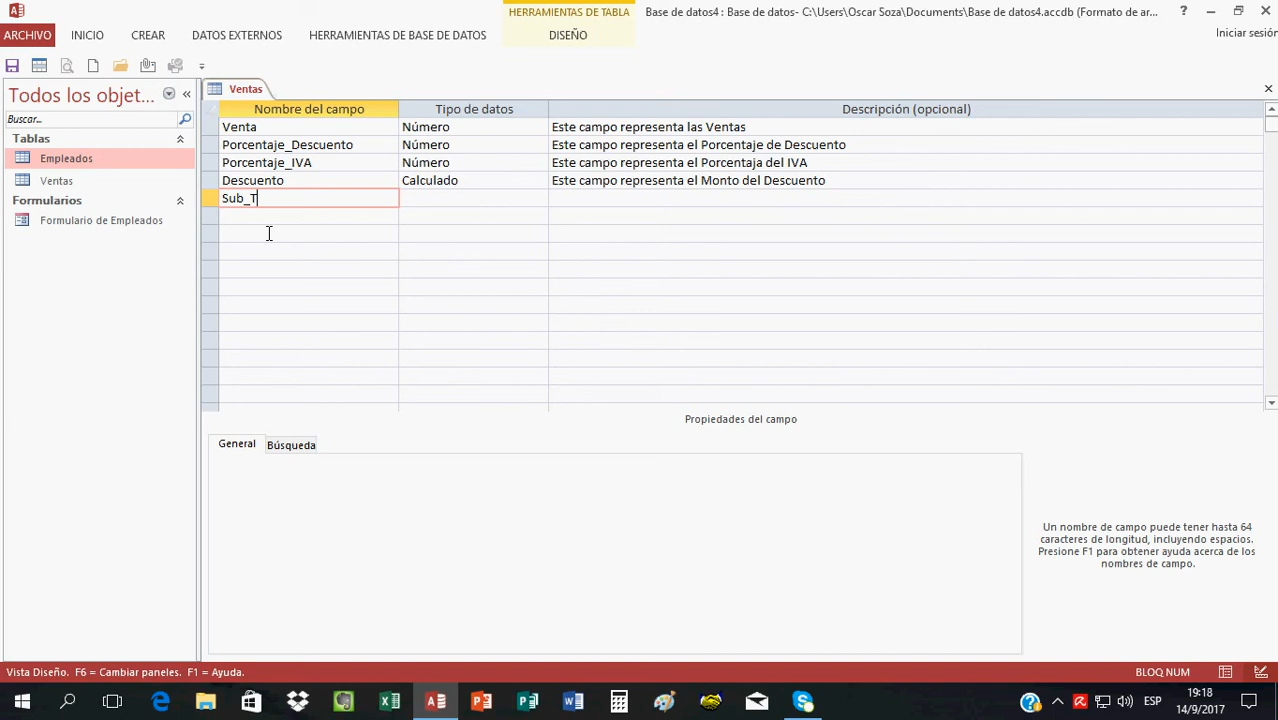 HERRAMIENTAS DE TABLA
Base de datos4 : Base de datos- C:\Users\Oscar Soza\Documents\Base de datos4.accdb (Formato de ar...
?
ARCHIVO INICIO CREAR DATOS EXTERNOS HERRAMIENTAS DE BASE DE DATOS DISEÑO
Iniciar sesión
Todos los objet...
Buscar...
Tablas
Empleados
Ventas
Formularios
Formulario de Empleados
Ventas
Nombre del campo Tipo de datos Descripción (opcional)
Venta Número Este campo representa las Ventas
Porcentaje_Descuento Número Este campo representa el Porcentaje de Descuento
Porcentaje_IVA Número Este campo representa el Porcentaja del IVA
Descuento Calculado Este campo representa el Monto del Descuento
Sub_T
Propiedades del campo
General Búsqueda
Un nombre de campo puede tener hasta 64
caracteres de longitud, incluyendo espacios.
Presione F1 para obtener ayuda acerca de los
nombres de campo.
Vista Diseño. F6 = Cambiar paneles. F1 = Ayuda.
BLOQ NUM
ESP
19:18
14/9/2017